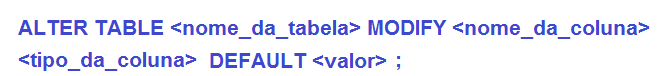 ALTER TABLE <nome_da_tabela> MODIFY <nome_da_coluna>
<tipo_da_coluna> DEFAULT <valor> ;